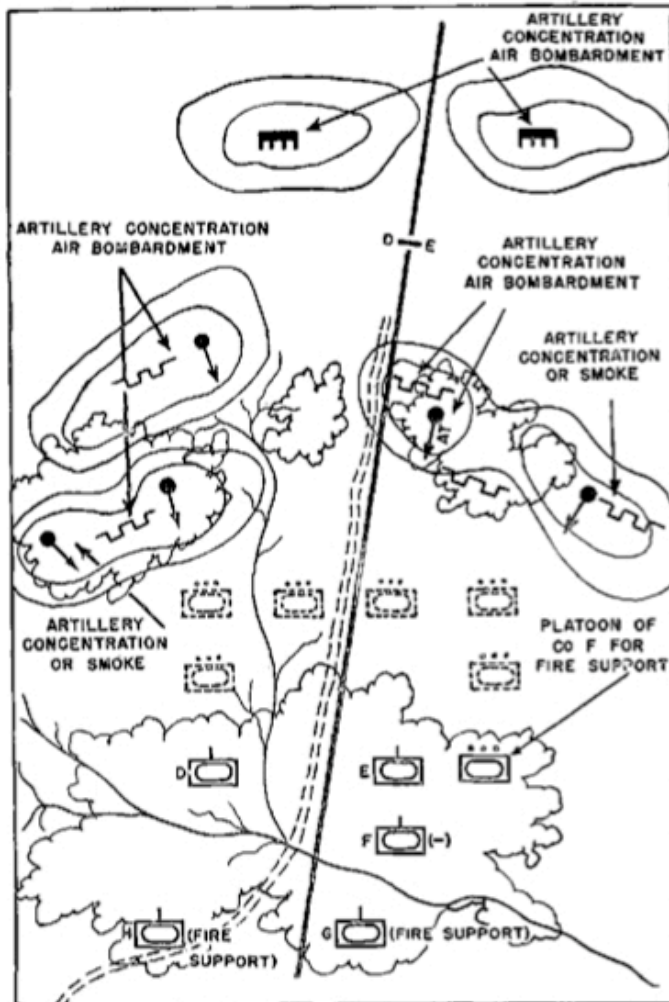 ARTILLERY
CONCENTRATION
AIR BOMBARDMENT
D E
ARTILLERY CONCENTRATION
AIR BOMBARDMENT
ARTILLERY
CONCENTRATION
AIR BOMBARDMENT
ARTILLERY
CONCENTRATION
OR SMOKE
AT
ARTILLERY
CONCENTRATION
OR SMOKE
PLATOON OF
CO F FOR
FIRE SUPPORT
D
E
F (-)
H (FIRE
SUPPORT)
G (FIRE SUPPORT)